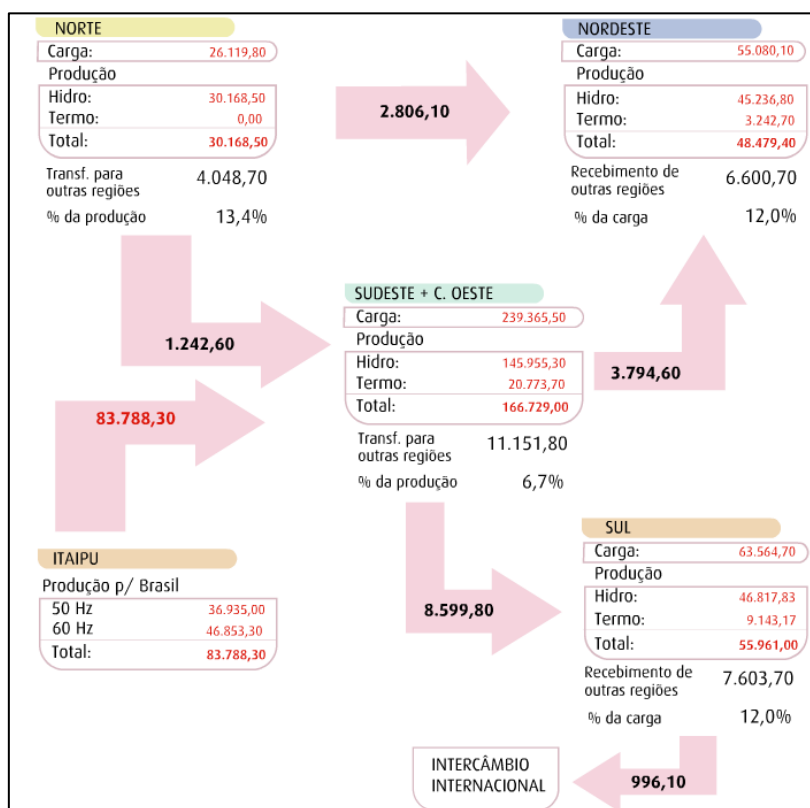 NORTE
Carga: 26.119,80
Produção
Hidro: 30.168,50
Termo: 0,00
Total: 30.168,50
Transf. para
outras regiões 4.048,70
% da produção 13,4%
2.806,10
NORDESTE
Carga: 55.080,10
Produção
Hidro: 45.236,80
Termo: 3.242,70
Total: 48.479,40
Recebimento de
outras regiões 6.600,70
% da carga 12,0%
1.242,60
83.788,30
SUDESTE + C. OESTE
Carga: 239.365,50
Produção
Hidro: 145.955,30
Termo: 20.773,70
Total: 166.729,00
Transf. para
outras regiões 11.151,80
% da produção 6,7%
3.794,60
ITAIPU
Produção p/ Brasil
50 Hz 36.935,00
60 Hz 46.853,30
Total: 83.788,30
8.599,80
SUL
Carga: 63.564,70
Produção
Hidro: 46.817,83
Termo: 9.143,17
Total: 55.961,00
Recebimento de
outras regiões 7.603,70
% da carga 12,0%
INTERCÂMBIO
INTERNACIONAL
996,10